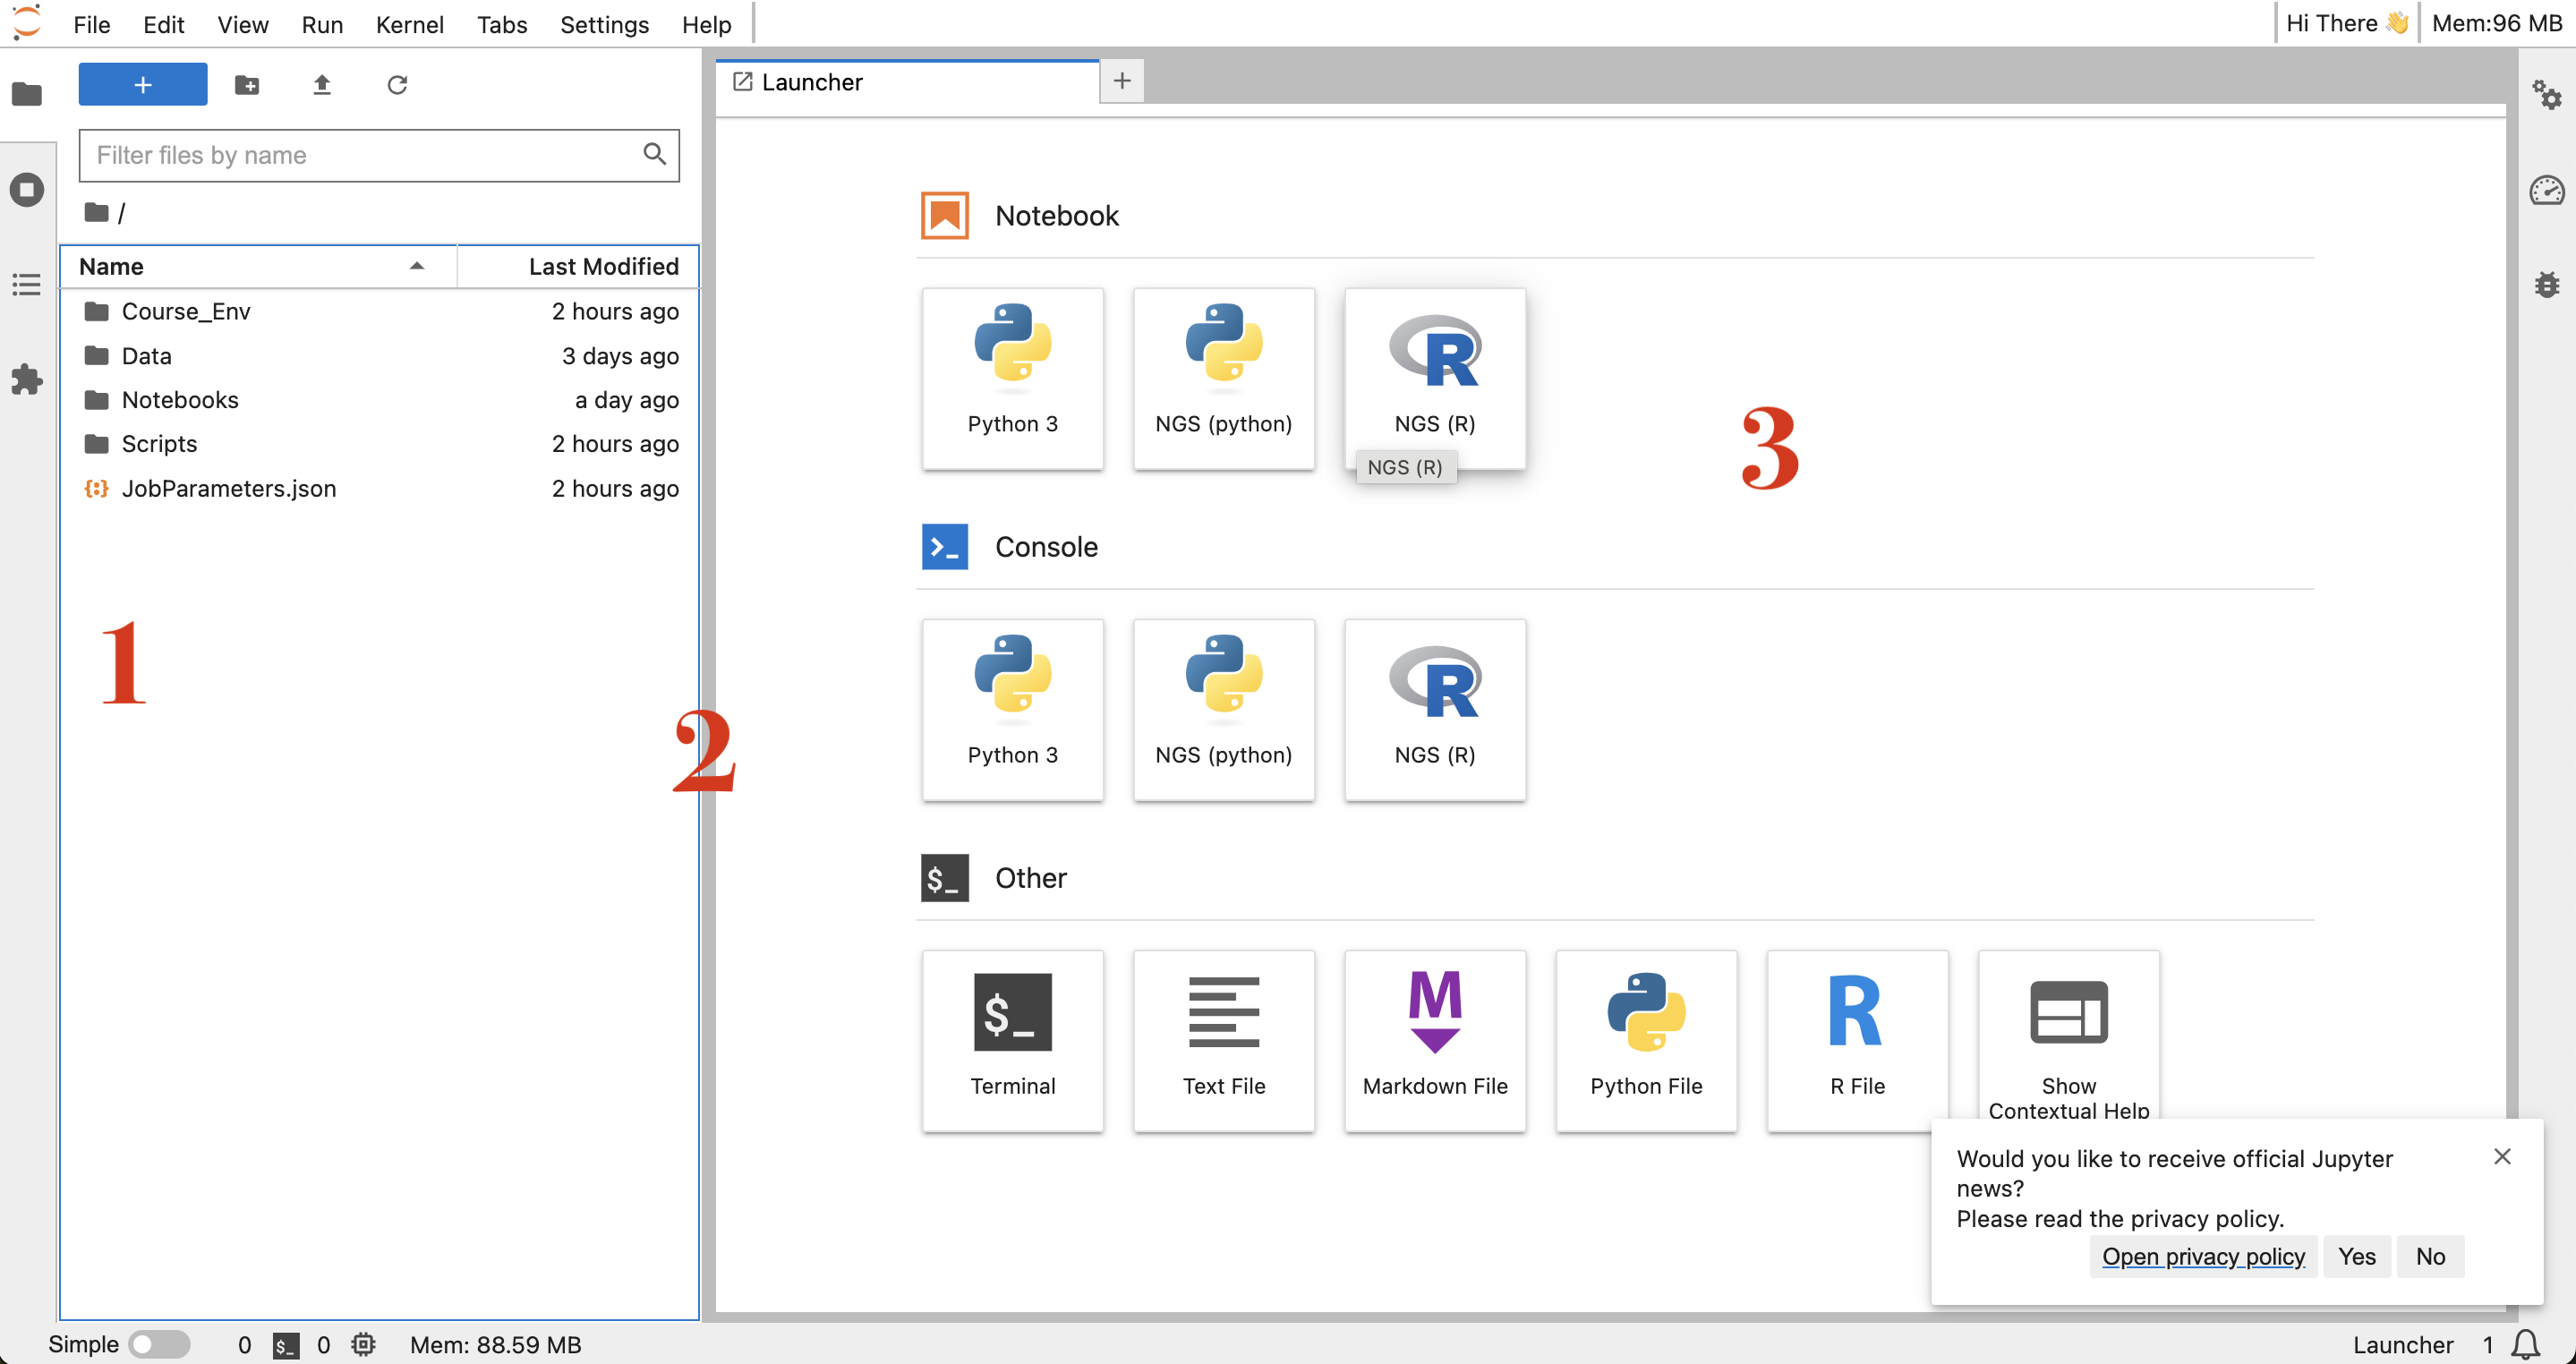 File Edit View Run Kernel Tabs Settings Help
Hi There 👋 Mem:96 MB
+
Filter files by name
/
Name Last Modified
Course_Env 2 hours ago
Data 3 days ago
Notebooks a day ago
Scripts 2 hours ago
{:} JobParameters.json 2 hours ago
1
2
Launcher +
Notebook
Python 3 NGS (python) R NGS (R)
NGS (R)
3
>_ Console
Python 3 NGS (python) R NGS (R)
$_ Other
$_ Terminal
Text File
M Markdown File
Python File
R R File
Show
Contextual Help
Would you like to receive official Jupyter
news?
Please read the privacy policy.
Open privacy policy Yes No
Simple 0 $_ 0 Mem: 88.59 MB
Launcher 1